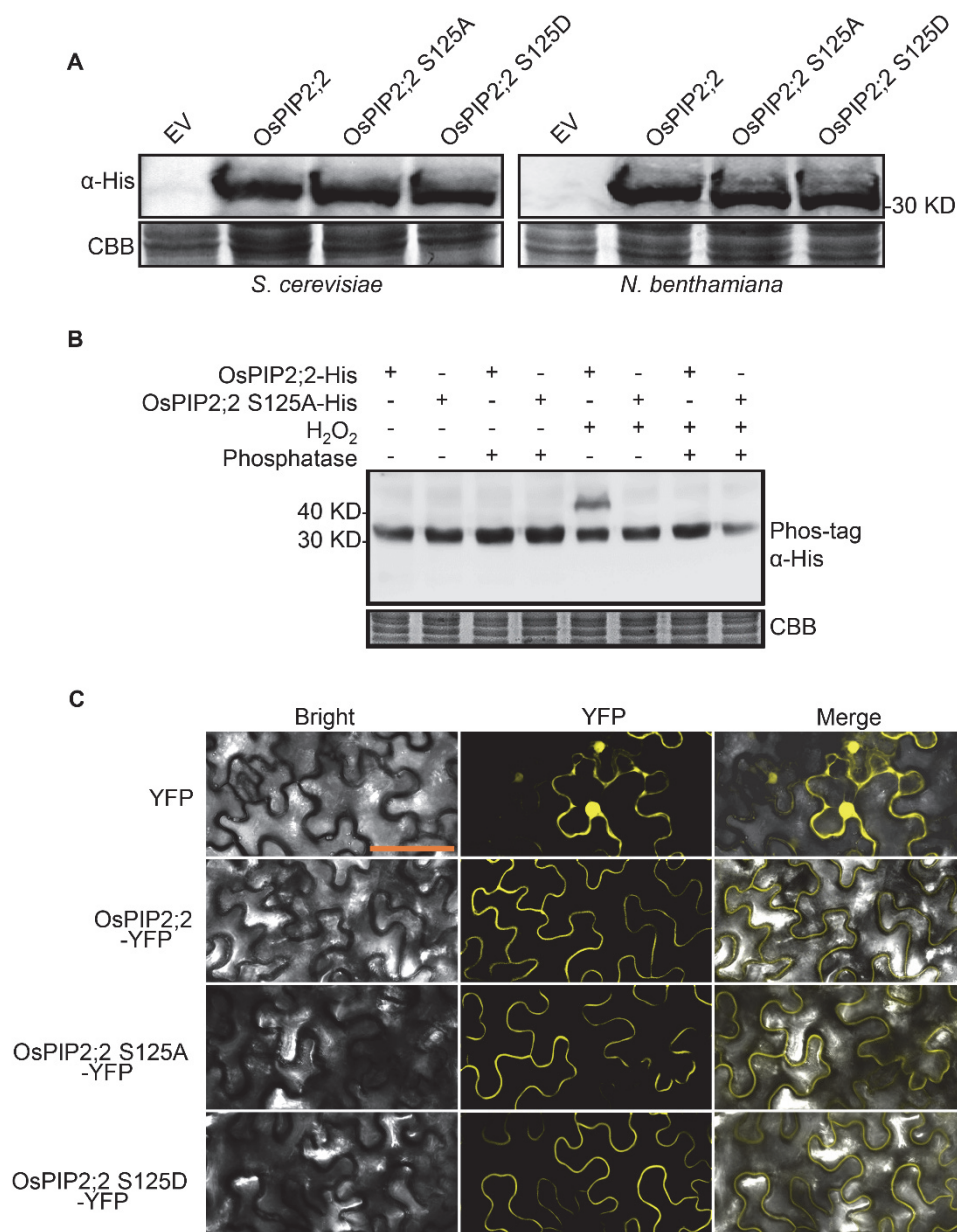 A
EV
OsPIP2;2
OsPIP2;2 S125A
OsPIP2;2 S125D
EV
OsPIP2;2
OsPIP2;2 S125A
OsPIP2;2 S125D
α-His
-30 KD
CBB
S. cerevisiae
N. benthamiana
B
OsPIP2;2-His + - + - + - + -
OsPIP2;2 S125A-His - + - + - + - +
H₂O₂ - - - - + + + +
Phosphatase - - + + - - + +
40 KD-
30 KD-
Phos-tag
α-His
CBB
C
Bright YFP Merge
YFP
OsPIP2;2
-YFP
OsPIP2;2 S125A
-YFP
OsPIP2;2 S125D
-YFP